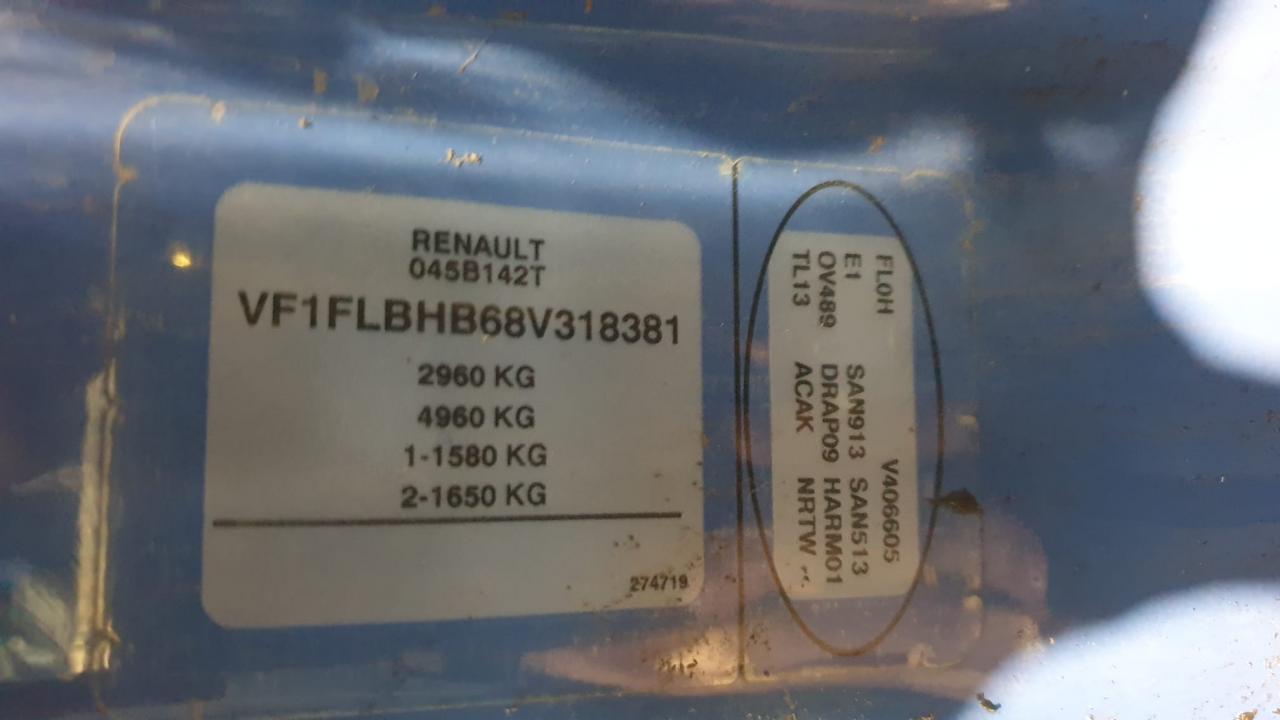 RENAULT
045B142T
VF1FLBHB68V318381
2960 KG
4960 KG
1-1580 KG
2-1650 KG
274719
FL0H V406605
E1 SAN913 SAN513
OV489 DRAP09 HARM01
TL13 ACAK NRTW